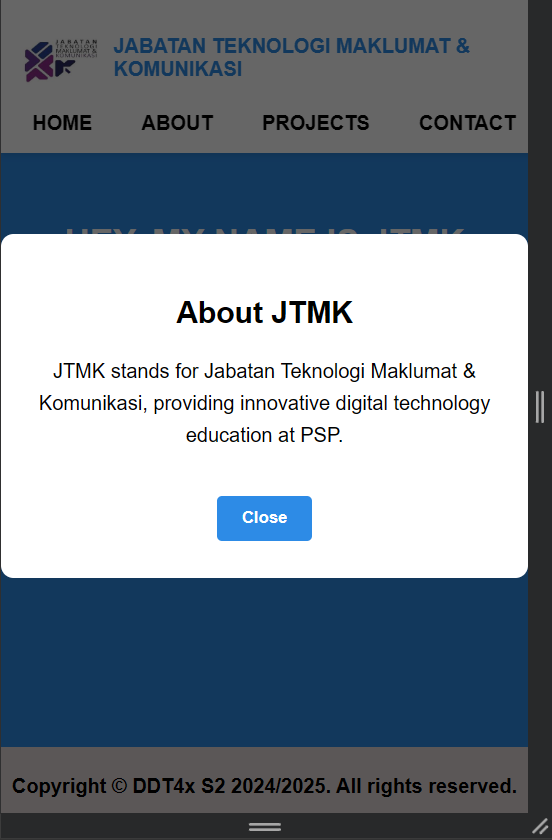 JABATAN
TEKNOLOGI
MAKLUMAT &
KOMUNIKASI
JABATAN TEKNOLOGI MAKLUMAT &
KOMUNIKASI
HOME ABOUT PROJECTS CONTACT
HEY, MY NAME IS JTMK
About JTMK
JTMK stands for Jabatan Teknologi Maklumat &
Komunikasi, providing innovative digital technology
education at PSP.
Close
Copyright © DDT4x S2 2024/2025. All rights reserved.